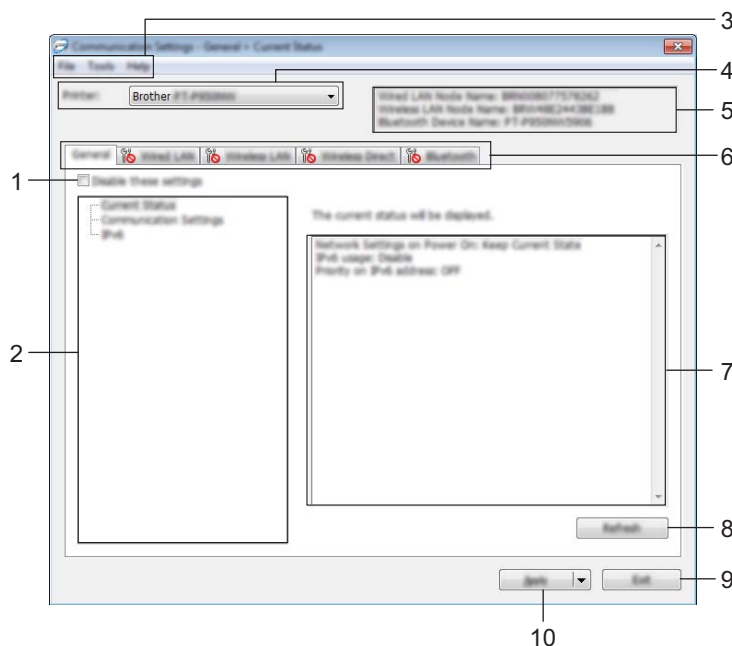 3
Communication Settings - General > Current Status
File Tools Help
4
Printer: Brother
Wired LAN Node Name:
Wireless LAN Node Name:
Bluetooth Device Name:
5
General Wired LAN Wireless LAN Wireless Direct Bluetooth
6
1
Disable these settings
Current Status
Communication Settings
IPv6
The current status will be displayed.
Network Settings on Power On: Keep Current State
IPv6 usage: Disable
Priority on IPv6 address: OFF
2
7
Refresh
8
Apply
Exit
9
10